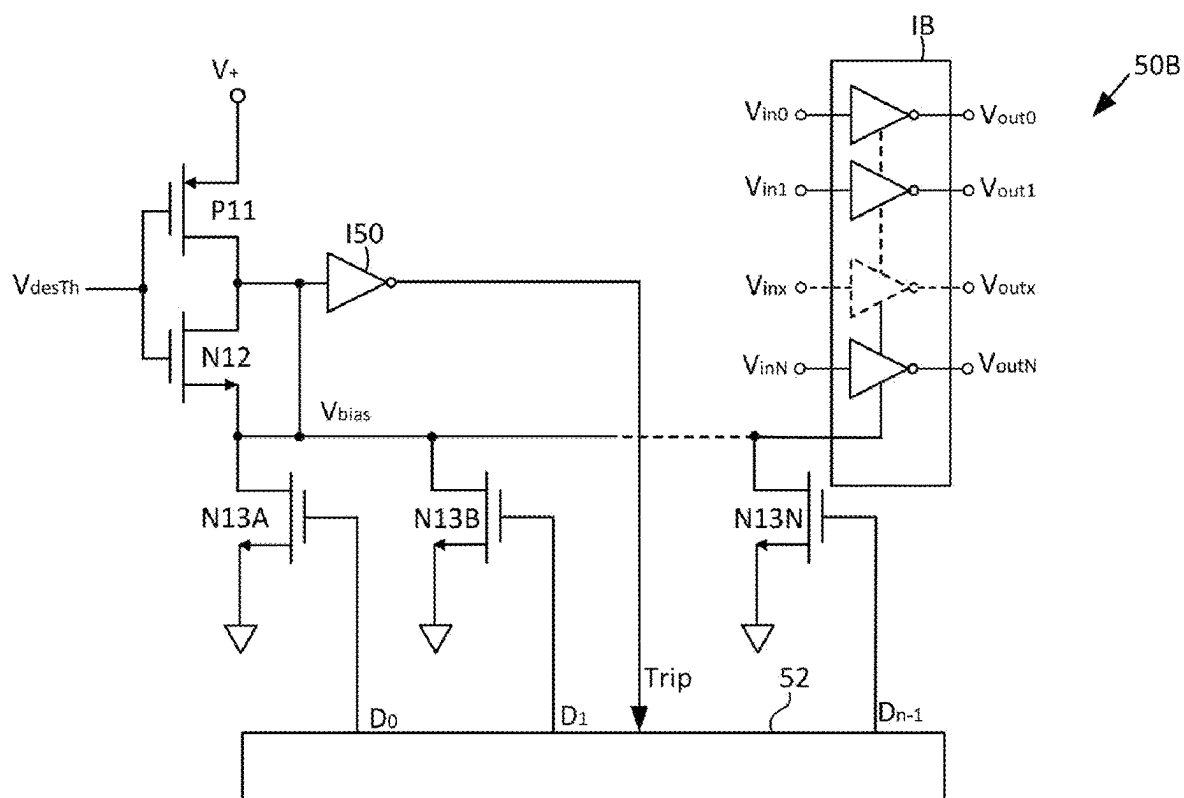 IB
50B
V+
Vin0
Vout0
P11
Vin1
Vout1
I50
VdesTh
Vinx
Voutx
N12
VinN
VoutN
Vbias
N13A
N13B
N13N
Trip
52
D0
D1
Dn-1